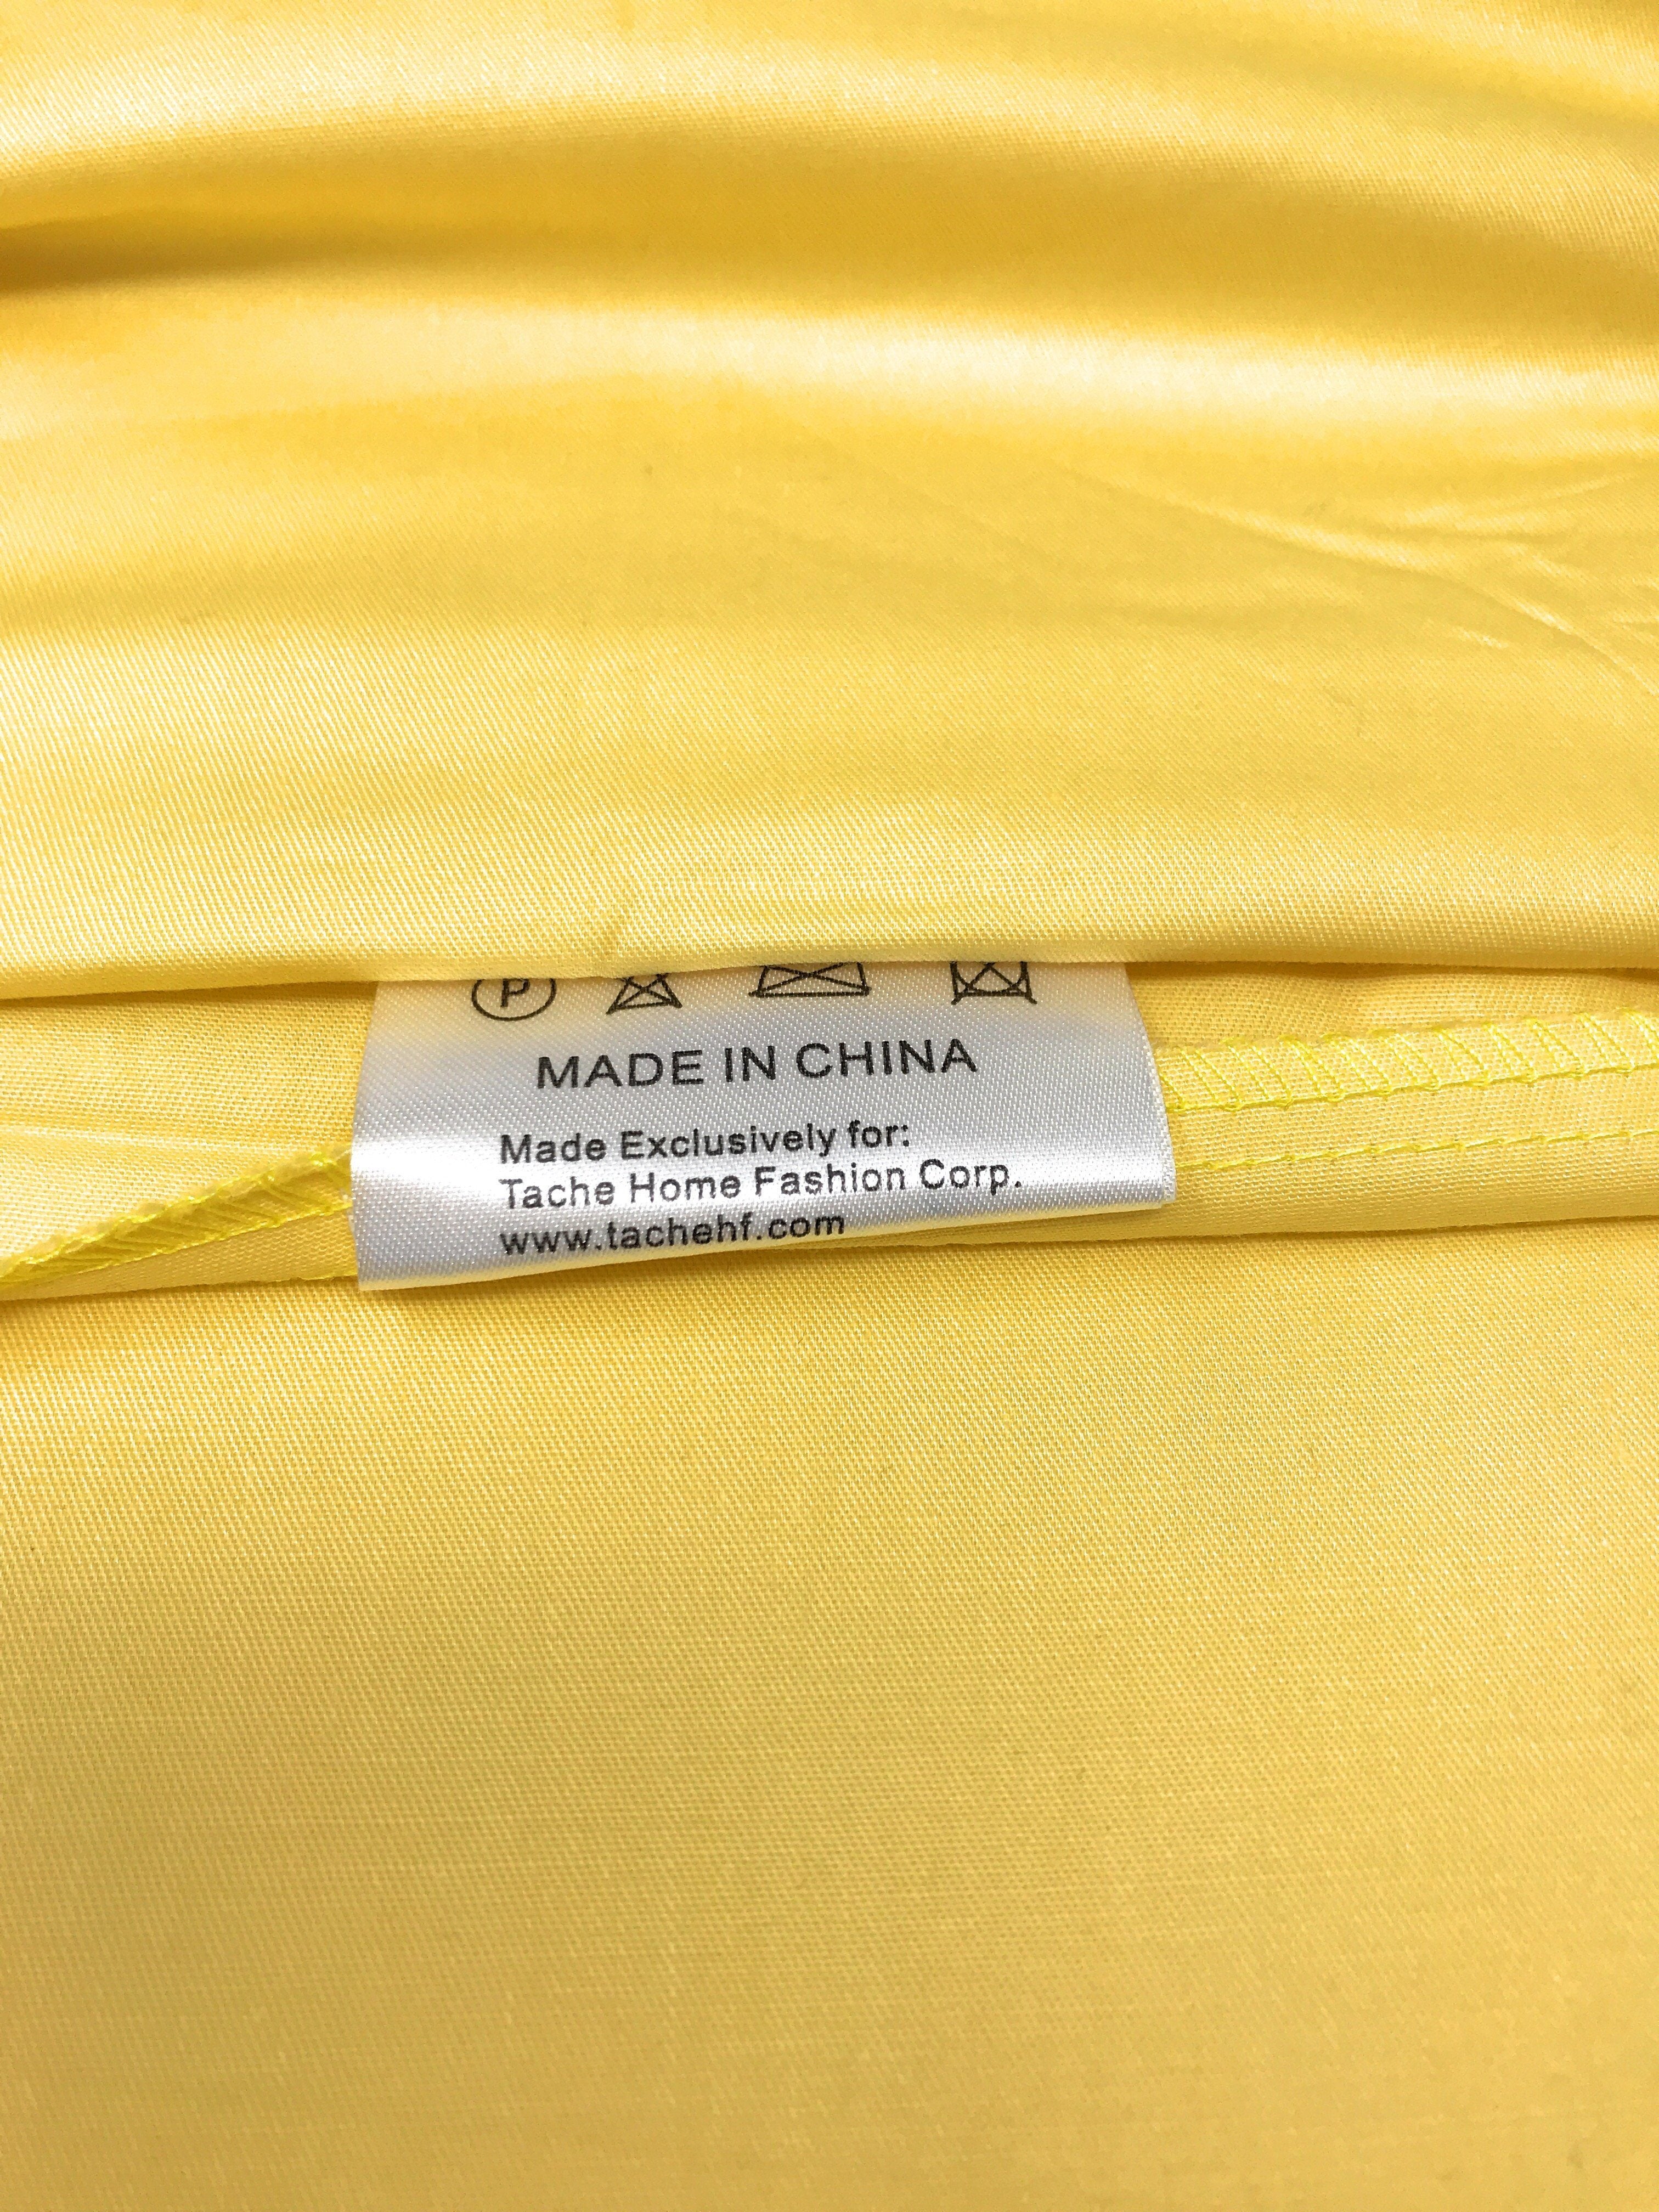 P
MADE IN CHINA
Made Exclusively for:
Tache Home Fashion Corp.
www.tachehf.com